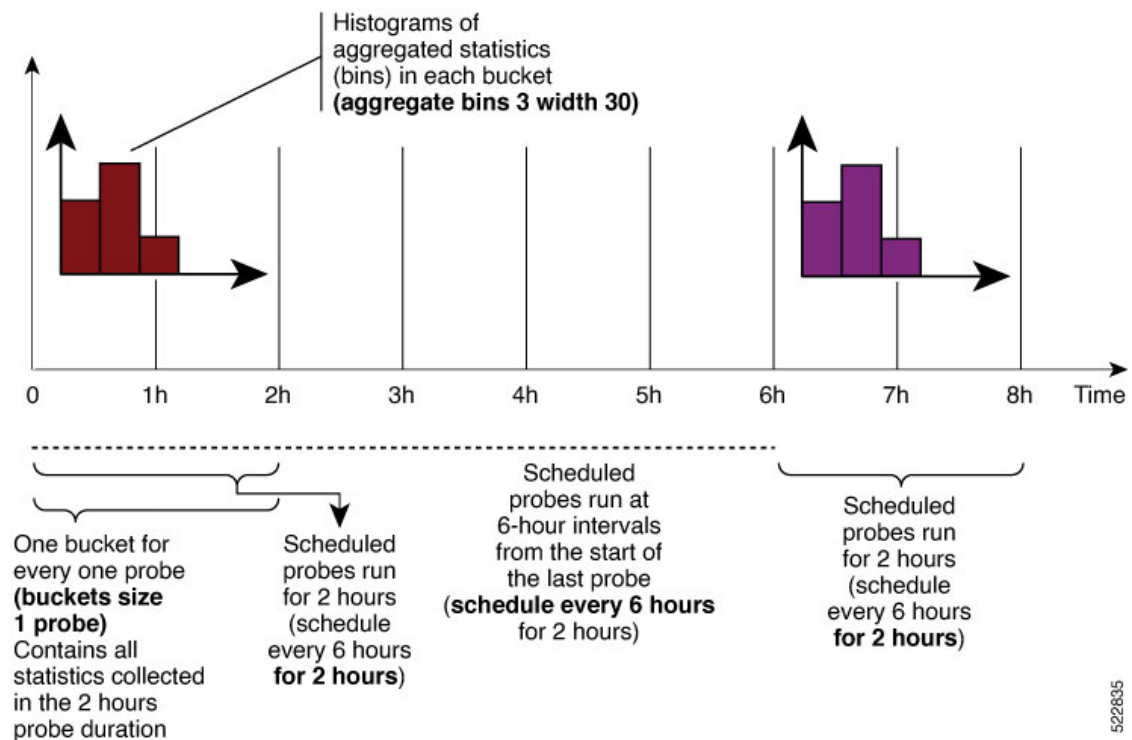 Histograms of
aggregated statistics
(bins) in each bucket
(aggregate bins 3 width 30)
0
1h
2h
3h
4h
5h
6h
7h
8h
Time
One bucket for
every one probe
(buckets size
1 probe)
Contains all
statistics collected
in the 2 hours
probe duration
Scheduled
probes run
for 2 hours
(schedule
every 6 hours
for 2 hours)
Scheduled
probes run at
6-hour intervals
from the start of
the last probe
(schedule every 6 hours
for 2 hours)
Scheduled
probes run
for 2 hours
(schedule
every 6 hours
for 2 hours)
522835